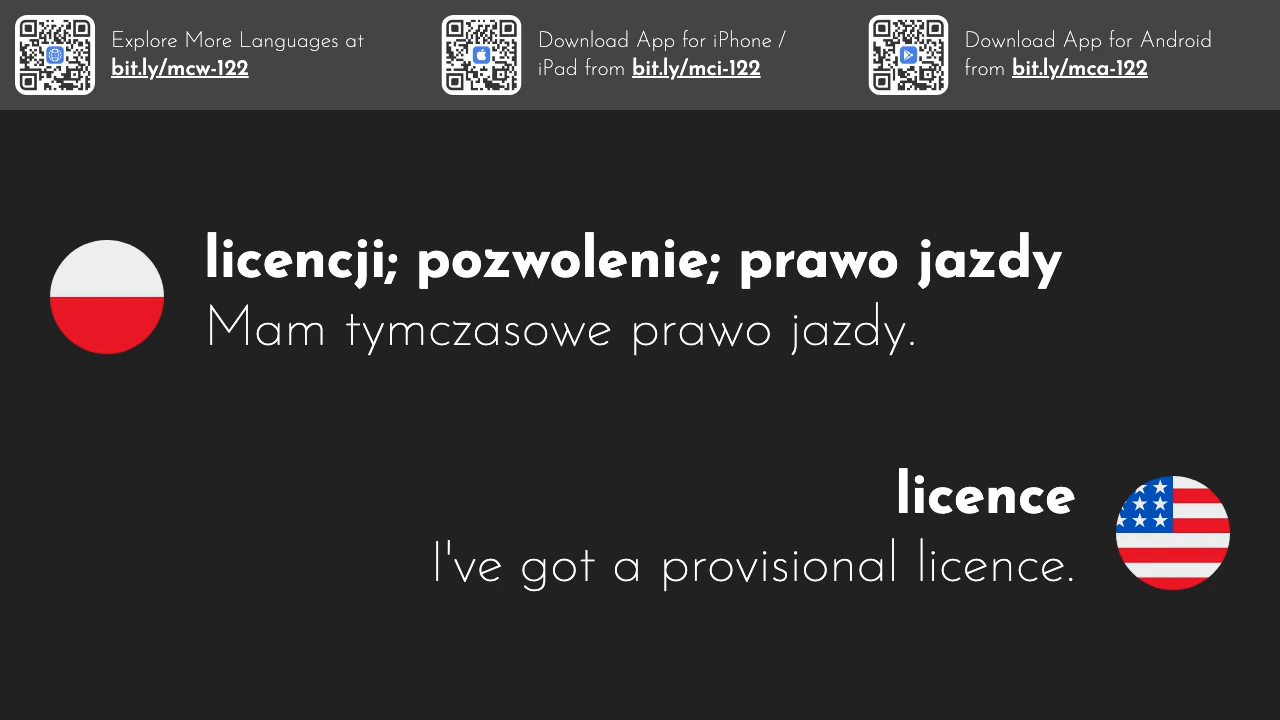 Explore More Languages at
bit.ly/mcw-122
Download App for iPhone /
iPad from bit.ly/mci-122
Download App for Android
from bit.ly/mca-122
licencji; pozwolenie; prawo jazdy
Mam tymczasowe prawo jazdy.
licence
I've got a provisional licence.